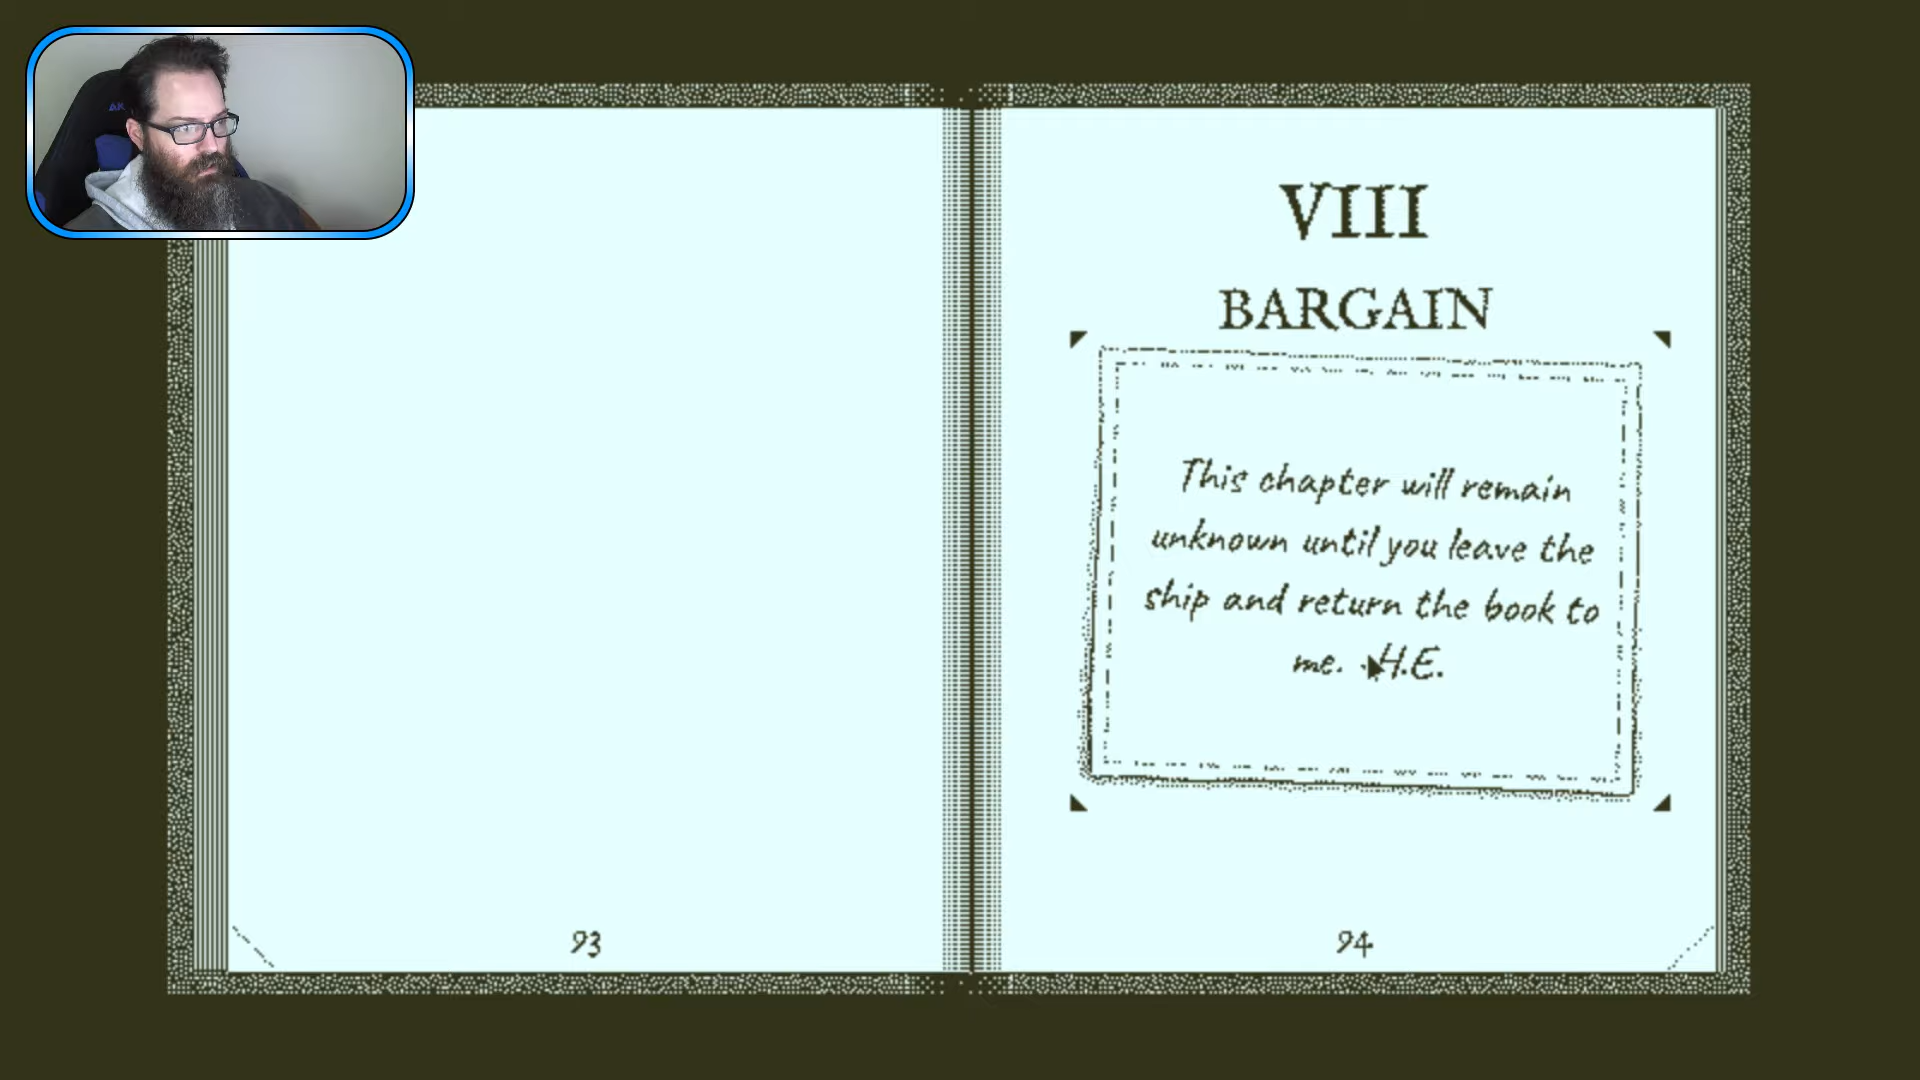 VIII
BARGAIN
This chapter will remain
unknown until you leave the
ship and return the book to
me. -H.E.
93
94